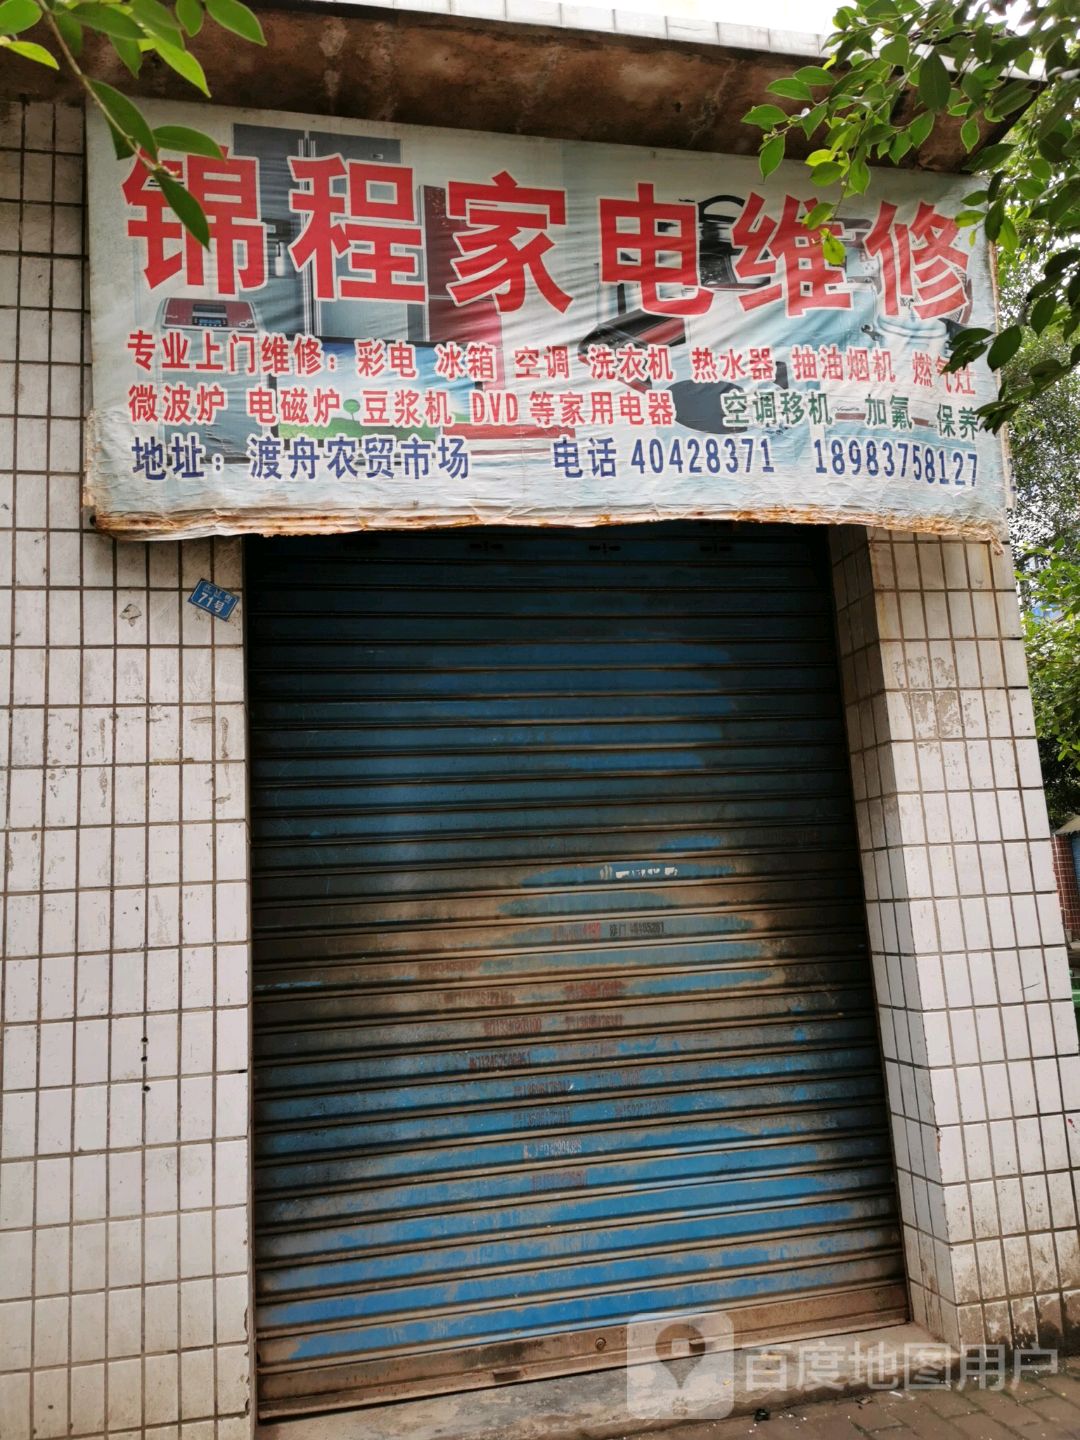 锦程家电维修
专业上门维修：彩电 冰箱 空调 洗衣机 热水器 抽油烟机 燃气灶
微波炉 电磁炉 豆浆机 DVD等家用电器 空调移机 加氟 保养
地址：渡舟农贸市场 电话 40428371 18983758127
71号
百度地图用户